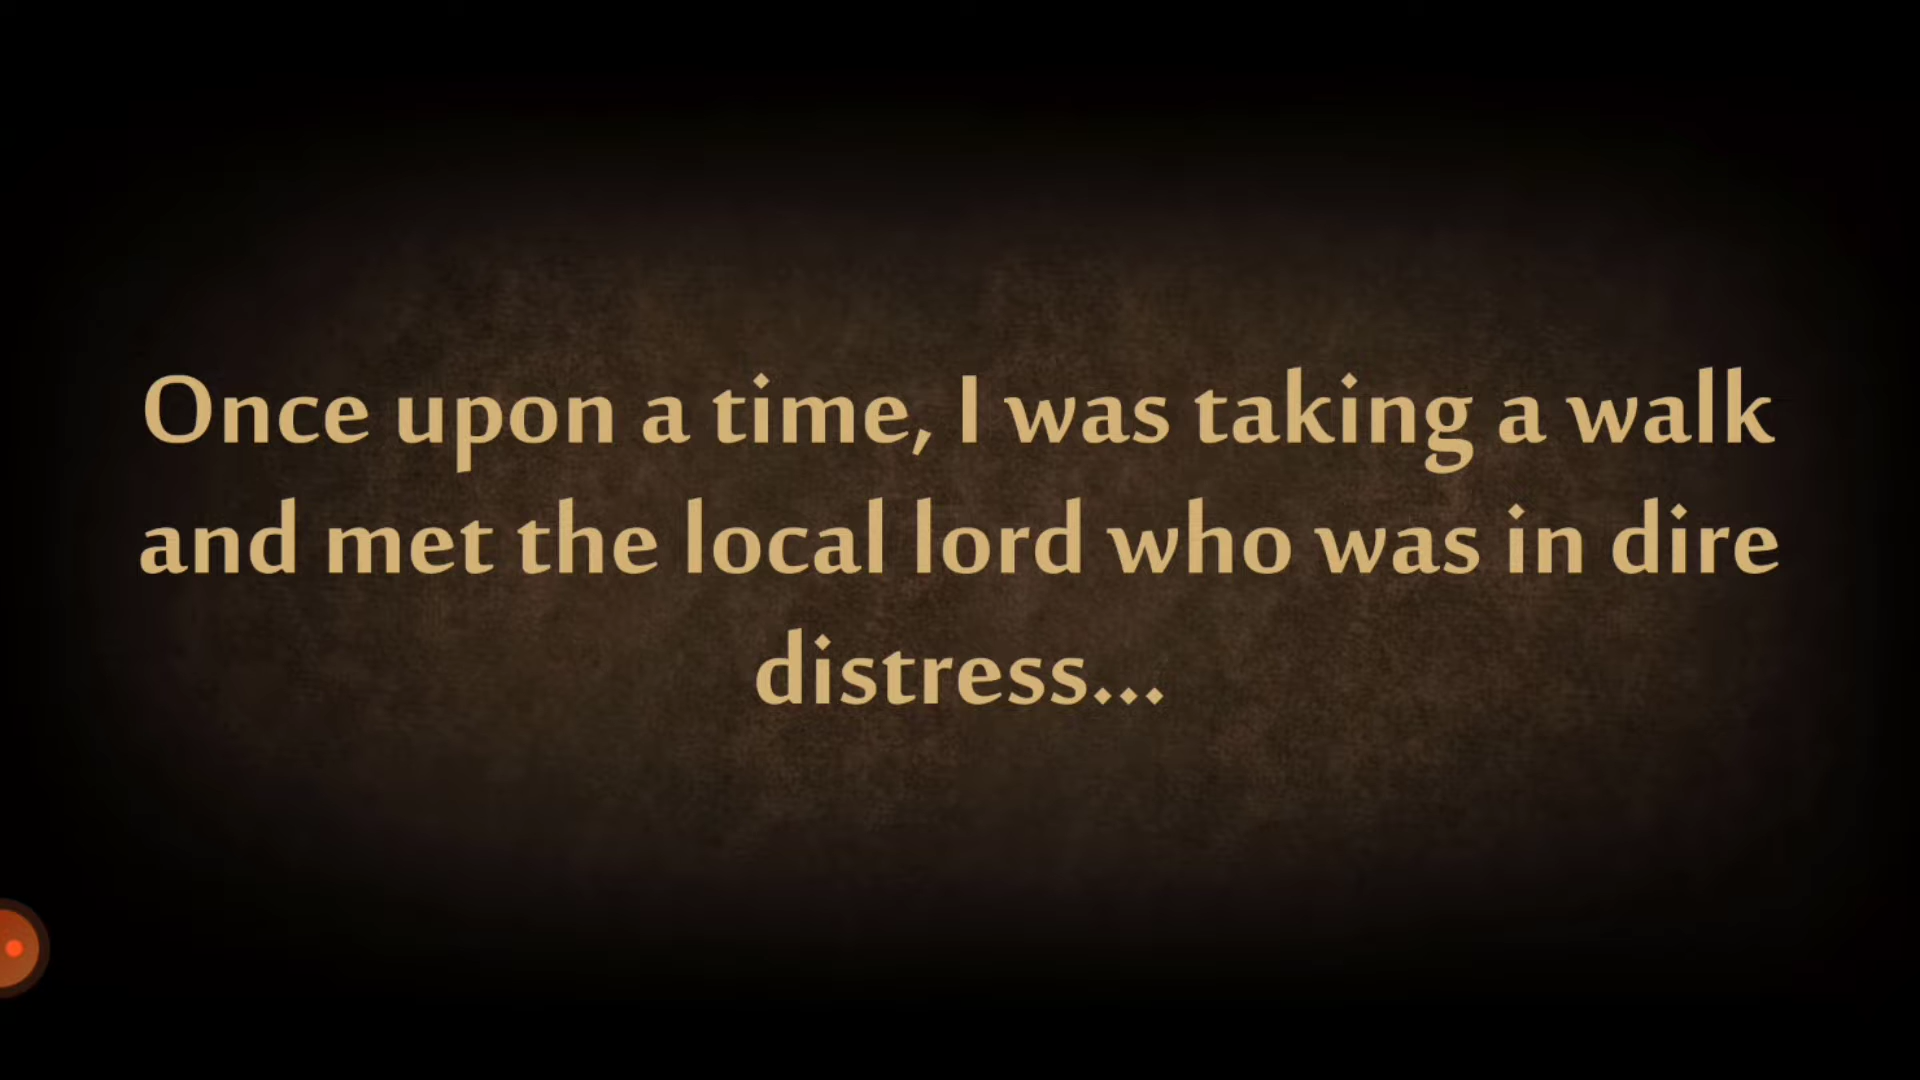 Once upon a time, I was taking a walk
and met the local lord who was in dire
distress...